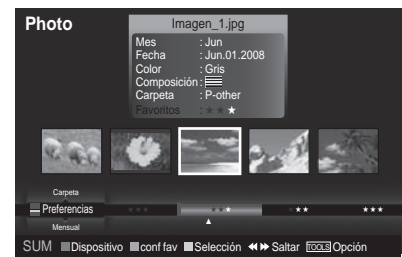 Photo
Imagen_1.jpg
Mes : Jun
Fecha : Jun.01.2008
Color : Gris
Composición :
Carpeta : P-other
Favoritos : ★ ★ ★
Carpeta
Preferencias ★★★ ★★★ ★★★ ★★★
Mensual
SUM Dispositivo conf fav Selección Saltar TOOLS Opción